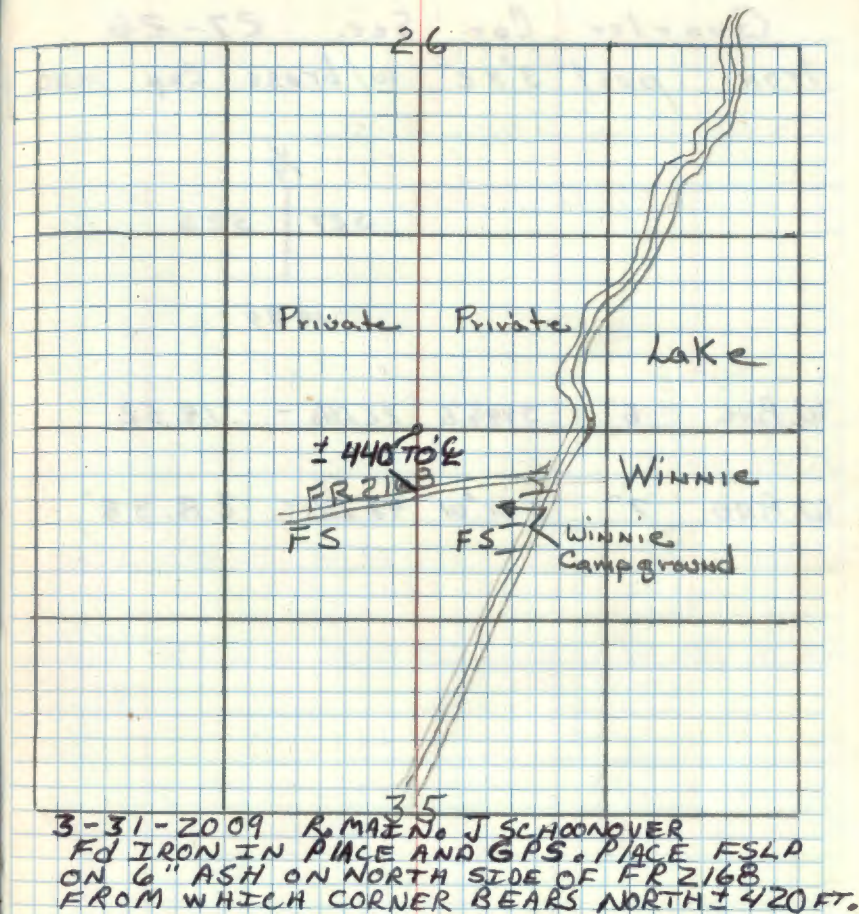 26
Private Private
Lake
± 440' TO ℄
FR 2168
Winnie
FS
FS
Winnie
Campground
35
3-31-2009 R. MAIN. J SCHOONOVER
Fd IRON IN PLACE AND GPS. PLACE FSLP
ON 6" ASH ON NORTH SIDE OF FR 2168
FROM WHICH CORNER BEARS NORTH ± 420 FT.